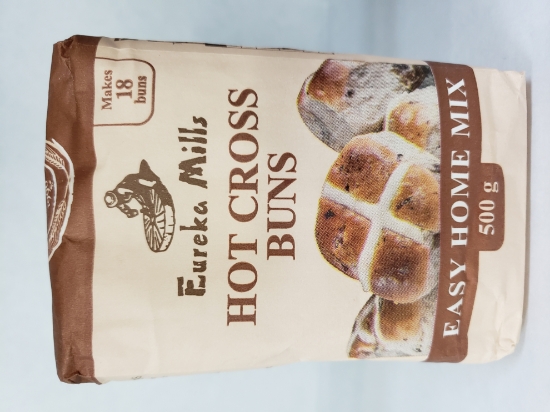 Makes
18
buns
Eureka Mills
HOT CROSS
BUNS
EASY HOME MIX
500 g